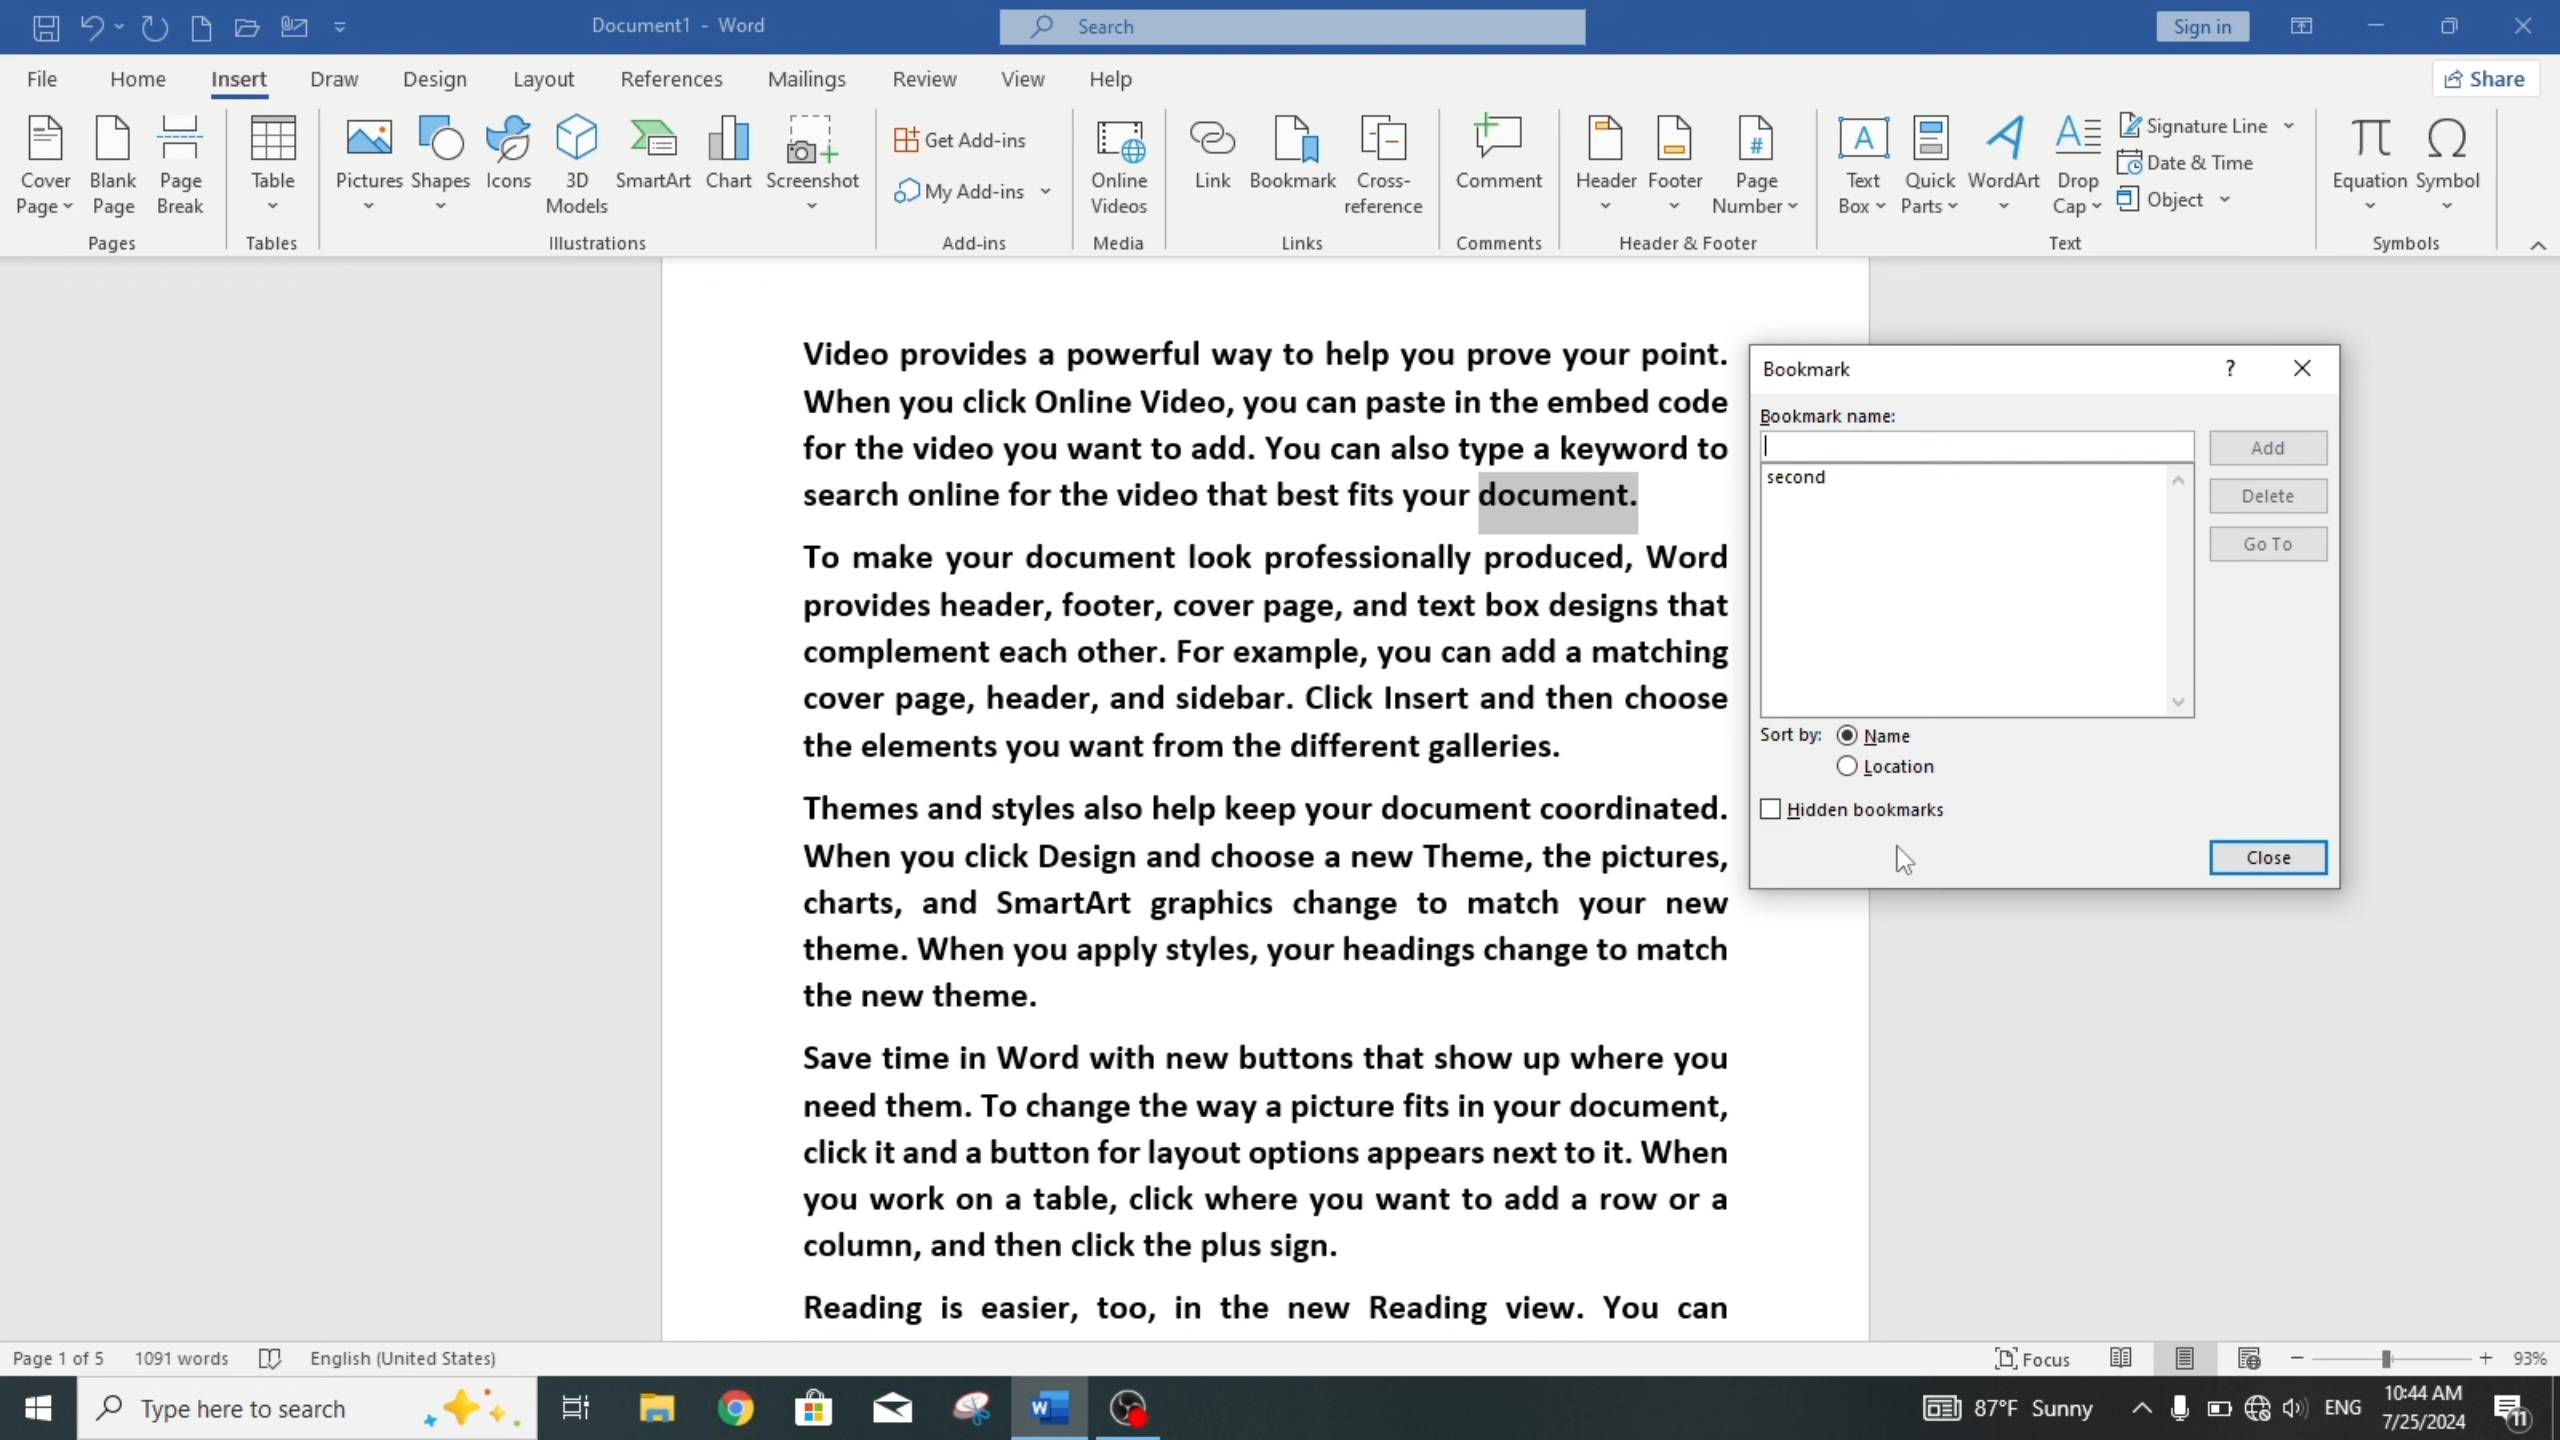 Document1 - Word
Search
Sign in
File Home Insert Draw Design Layout References Mailings Review View Help
Share
Cover Page
Blank Page
Page Break
Pages
Table
Tables
Pictures
Shapes
Icons
3D Models
SmartArt
Chart
Screenshot
Illustrations
Get Add-ins
My Add-ins
Add-ins
Online Videos
Media
Link
Bookmark
Cross-reference
Links
Comment
Comments
Header
Footer
Page Number
Header & Footer
Text Box
Quick Parts
WordArt
Drop Cap
Signature Line
Date & Time
Object
Text
Equation
Symbol
Symbols
Video provides a powerful way to help you prove your point.
When you click Online Video, you can paste in the embed code
for the video you want to add. You can also type a keyword to
search online for the video that best fits your document.
To make your document look professionally produced, Word
provides header, footer, cover page, and text box designs that
complement each other. For example, you can add a matching
cover page, header, and sidebar. Click Insert and then choose
the elements you want from the different galleries.
Themes and styles also help keep your document coordinated.
When you click Design and choose a new Theme, the pictures,
charts, and SmartArt graphics change to match your new
theme. When you apply styles, your headings change to match
the new theme.
Save time in Word with new buttons that show up where you
need them. To change the way a picture fits in your document,
click it and a button for layout options appears next to it. When
you work on a table, click where you want to add a row or a
column, and then click the plus sign.
Reading is easier, too, in the new Reading view. You can
Bookmark
?
Bookmark name:
second
Add
Delete
Go To
Sort by: Name
Location
Hidden bookmarks
Close
Page 1 of 5 1091 words English (United States)
Focus
93%
Type here to search
87°F Sunny
ENG
10:44 AM
7/25/2024
11